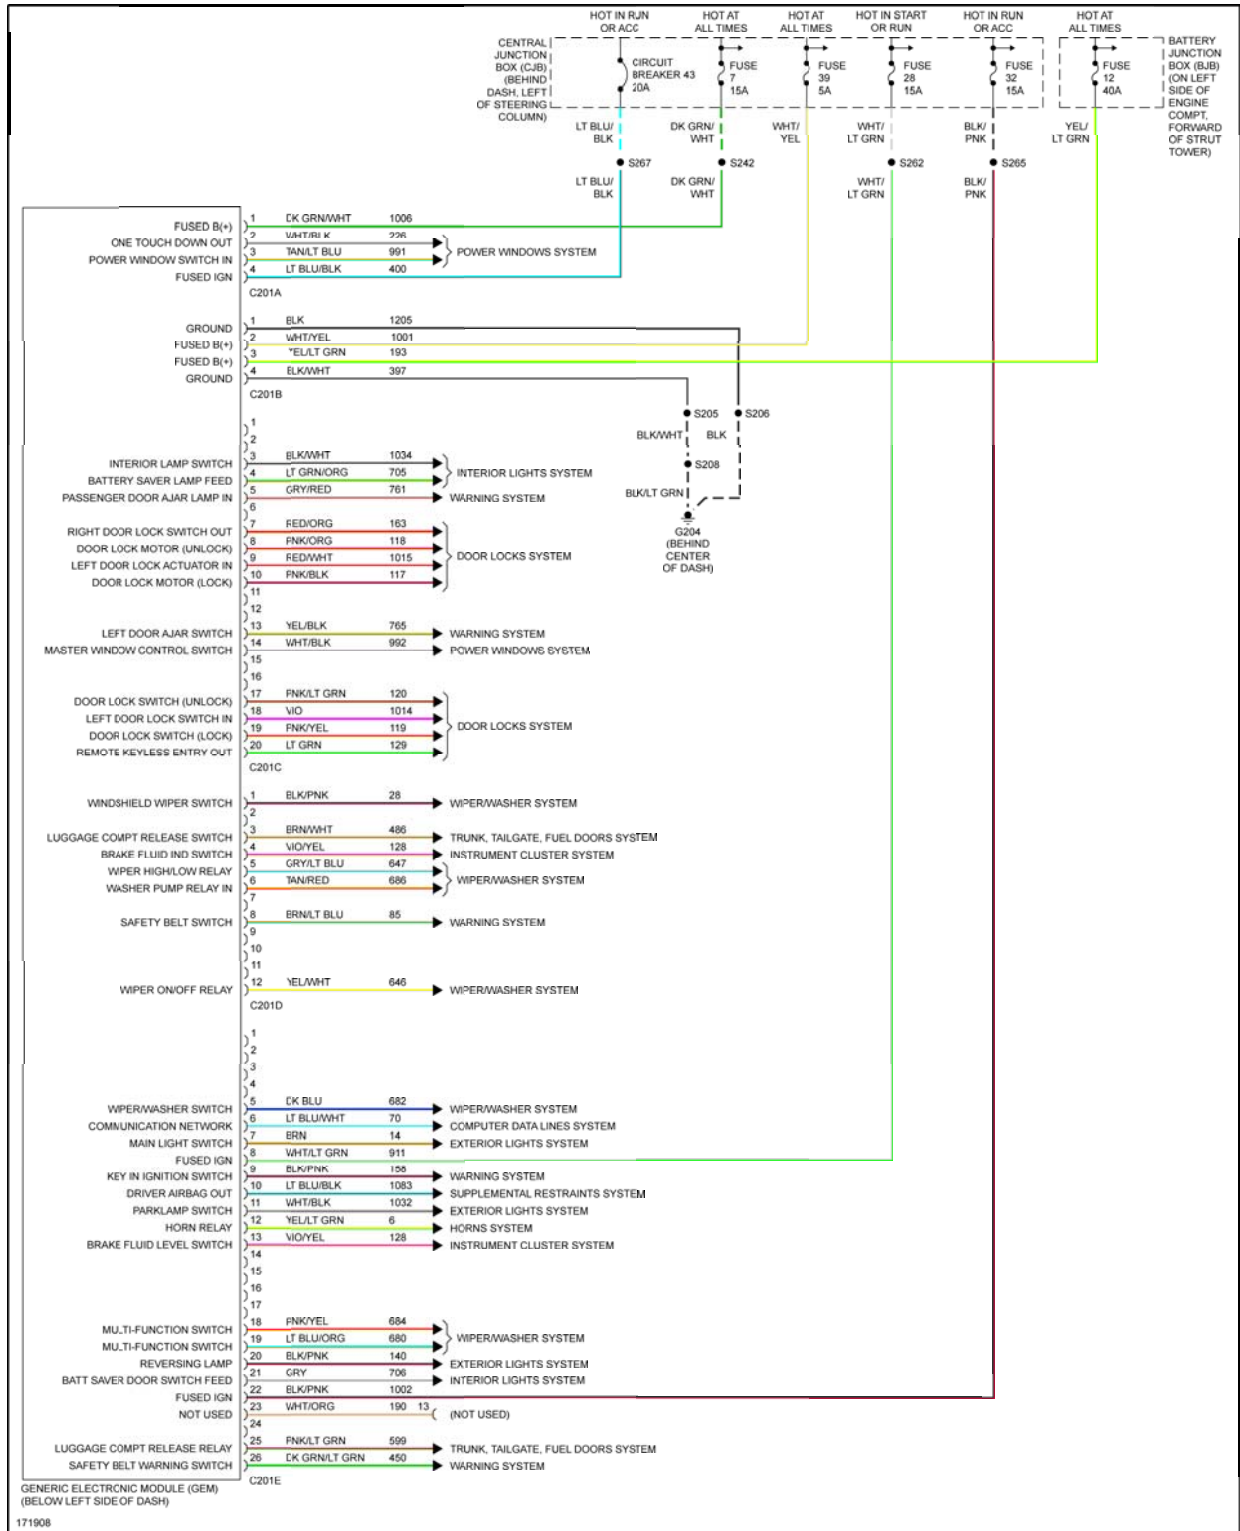 HOT IN RUN
OR ACC
HOT AT
ALL TIMES
HOT AT
ALL TIMES
HOT IN START
OR RUN
HOT IN RUN
OR ACC
HOT AT
ALL TIMES
CENTRAL
JUNCTION
BOX (CJB)
(BEHIND
DASH, LEFT
OF STEERING
COLUMN)
CIRCUIT
BREAKER 43
20A
FUSE
7
15A
FUSE
39
5A
FUSE
28
15A
FUSE
32
15A
FUSE
12
40A
BATTERY
JUNCTION
BOX (BJB)
(ON LEFT
SIDE OF
ENGINE
COMPT,
FORWARD
OF STRUT
TOWER)
LT BLU/
BLK
DK GRN/
WHT
WHT/
YEL
WHT/
LT GRN
BLK/
PNK
YEL/
LT GRN
S267
S242
S262
S265
LT BLU/
BLK
DK GRN/
WHT
WHT/
LT GRN
BLK/
PNK
FUSED B(+) 1 DK GRN/WHT 1006
ONE TOUCH DOWN OUT 2 WHT/BLK 226
POWER WINDOW SWITCH IN 3 TAN/LT BLU 991
POWER WINDOWS SYSTEM
FUSED IGN 4 LT BLU/BLK 400
C201A
GROUND 1 BLK 1205
FUSED B(+) 2 WHT/YEL 1001
FUSED B(+) 3 YEL/LT GRN 193
GROUND 4 BLK/WHT 397
C201B
S205
S206
BLK/WHT
BLK
S208
BLK/LT GRN
G204
(BEHIND
CENTER
OF DASH)
1
2
INTERIOR LAMP SWITCH 3 BLK/WHT 1034
BATTERY SAVER LAMP FEED 4 LT GRN/ORG 705
INTERIOR LIGHTS SYSTEM
PASSENGER DOOR AJAR LAMP IN 5 GRY/RED 761 WARNING SYSTEM
6
RIGHT DOOR LOCK SWITCH OUT 7 RED/ORG 163
DOOR LOCK MOTOR (UNLOCK) 8 PNK/ORG 118
LEFT DOOR LOCK ACTUATOR IN 9 RED/WHT 1015
DOOR LOCK MOTOR (LOCK) 10 PNK/BLK 117
DOOR LOCKS SYSTEM
11
12
LEFT DOOR AJAR SWITCH 13 YEL/BLK 765 WARNING SYSTEM
MASTER WINDOW CONTROL SWITCH 14 WHT/BLK 992 POWER WINDOWS SYSTEM
15
16
DOOR LOCK SWITCH (UNLOCK) 17 PNK/LT GRN 120
LEFT DOOR LOCK SWITCH IN 18 VIO 1014
DOOR LOCK SWITCH (LOCK) 19 PNK/YEL 119
REMOTE KEYLESS ENTRY OUT 20 LT GRN 129
DOOR LOCKS SYSTEM
C201C
WINDSHIELD WIPER SWITCH 1 BLK/PNK 28 WIPER/WASHER SYSTEM
2
LUGGAGE COMPT RELEASE SWITCH 3 BRN/WHT 486 TRUNK, TAILGATE, FUEL DOORS SYSTEM
BRAKE FLUID IND SWITCH 4 VIO/YEL 128 INSTRUMENT CLUSTER SYSTEM
WIPER HIGH/LOW RELAY 5 GRY/LT BLU 647
WASHER PUMP RELAY IN 6 TAN/RED 686
WIPER/WASHER SYSTEM
7
SAFETY BELT SWITCH 8 BRN/LT BLU 85 WARNING SYSTEM
9
10
11
WIPER ON/OFF RELAY 12 YEL/WHT 646 WIPER/WASHER SYSTEM
C201D
1
2
3
4
WIPER/WASHER SWITCH 5 DK BLU 682 WIPER/WASHER SYSTEM
COMMUNICATION NETWORK 6 LT BLU/WHT 70 COMPUTER DATA LINES SYSTEM
MAIN LIGHT SWITCH 7 BRN 14 EXTERIOR LIGHTS SYSTEM
FUSED IGN 8 WHT/LT GRN 911
KEY IN IGNITION SWITCH 9 BLK/PNK 158 WARNING SYSTEM
DRIVER AIRBAG OUT 10 LT BLU/BLK 1083 SUPPLEMENTAL RESTRAINTS SYSTEM
PARKLAMP SWITCH 11 WHT/BLK 1032 EXTERIOR LIGHTS SYSTEM
HORN RELAY 12 YEL/LT GRN 6 HORNS SYSTEM
BRAKE FLUID LEVEL SWITCH 13 VIO/YEL 128 INSTRUMENT CLUSTER SYSTEM
14
15
16
17
MULTI-FUNCTION SWITCH 18 PNK/YEL 684
MULTI-FUNCTION SWITCH 19 LT BLU/ORG 680
WIPER/WASHER SYSTEM
REVERSING LAMP 20 BLK/PNK 140 EXTERIOR LIGHTS SYSTEM
BATT SAVER DOOR SWITCH FEED 21 GRY 706 INTERIOR LIGHTS SYSTEM
FUSED IGN 22 BLK/PNK 1002
NOT USED 23 WHT/ORG 190 13 (NOT USED)
24
LUGGAGE COMPT RELEASE RELAY 25 PNK/LT GRN 599 TRUNK, TAILGATE, FUEL DOORS SYSTEM
SAFETY BELT WARNING SWITCH 26 DK GRN/LT GRN 450 WARNING SYSTEM
C201E
GENERIC ELECTRONIC MODULE (GEM)
(BELOW LEFT SIDE OF DASH)
171908